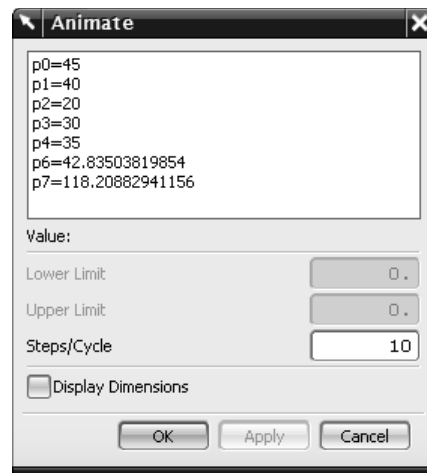 Animate
p0=45
p1=40
p2=20
p3=30
p4=35
p6=42.83503819854
p7=118.20882941156
Value:
Lower Limit 0.
Upper Limit 0.
Steps/Cycle 10
Display Dimensions
OK Apply Cancel